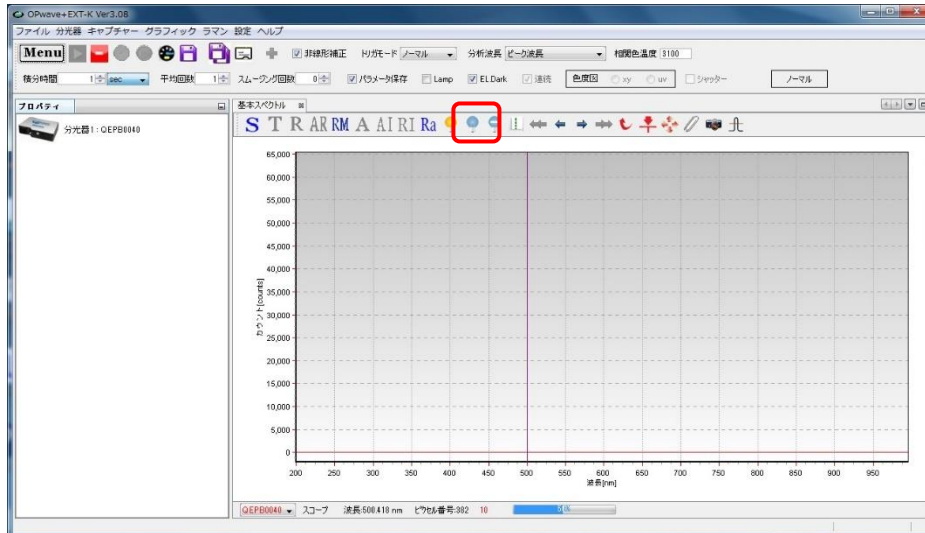 OPwave+EXT-K Ver3.08
ファイル 分光器 キャプチャー グラフィック ラマン 設定 ヘルプ
Menu 非線形補正 トリガモード ノーマル 分析波長 ピーク波長 相関色温度 3100
積分時間 1 sec 平均回数 1 スムージング回数 0 パラメータ保存 Lamp EL Dark 連続 色度図 xy uv シャッター ノーマル
プロパティ
分光器1:QEPB0040
基本スペクトル
S T R AR RM A AI RI Ra
65,000
60,000
55,000
50,000
45,000
40,000
35,000
30,000
25,000
20,000
15,000
10,000
5,000
0
カウント[counts]
200 250 300 350 400 450 500 550 600 650 700 750 800 850 900 950
波長[nm]
QEPB0040 スコープ 波長:500.418 nm ピクセル番号:382 10